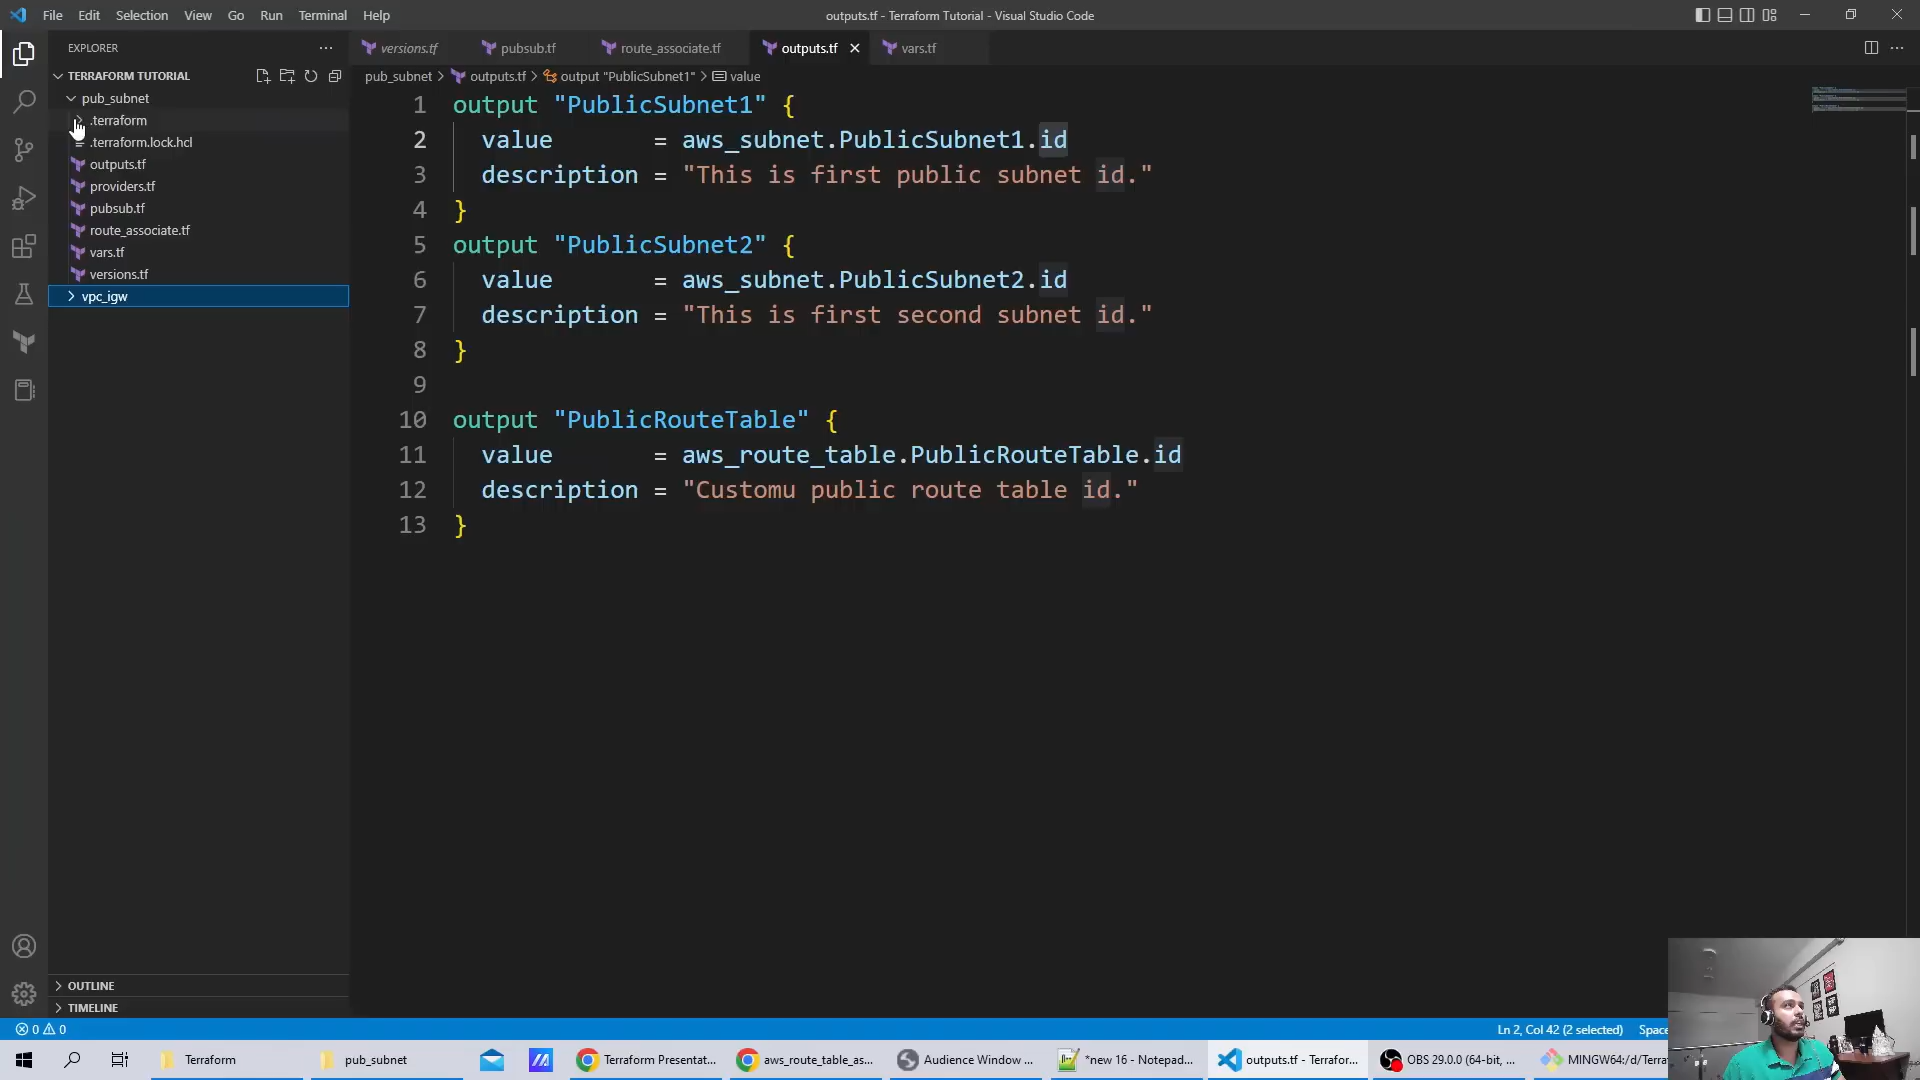 File Edit Selection View Go Run Terminal Help
outputs.tf - Terraform Tutorial - Visual Studio Code
EXPLORER
TERRAFORM TUTORIAL
pub_subnet
.terraform
.terraform.lock.hcl
outputs.tf
providers.tf
pubsub.tf
route_associate.tf
vars.tf
versions.tf
vpc_igw
OUTLINE
TIMELINE
versions.tf pubsub.tf route_associate.tf outputs.tf vars.tf
pub_subnet > outputs.tf > output "PublicSubnet1" > value
1 output "PublicSubnet1" {
2 value = aws_subnet.PublicSubnet1.id
3 description = "This is first public subnet id."
4 }
5 output "PublicSubnet2" {
6 value = aws_subnet.PublicSubnet2.id
7 description = "This is first second subnet id."
8 }
9
10 output "PublicRouteTable" {
11 value = aws_route_table.PublicRouteTable.id
12 description = "Customu public route table id."
13 }
0 0
Ln 2, Col 42 (2 selected) Space
Terraform pub_subnet Terraform Presentat... aws_route_table_as... Audience Window ... *new 16 - Notepad... outputs.tf - Terrafor... OBS 29.0.0 (64-bit, ... MINGW64:/d/Terra